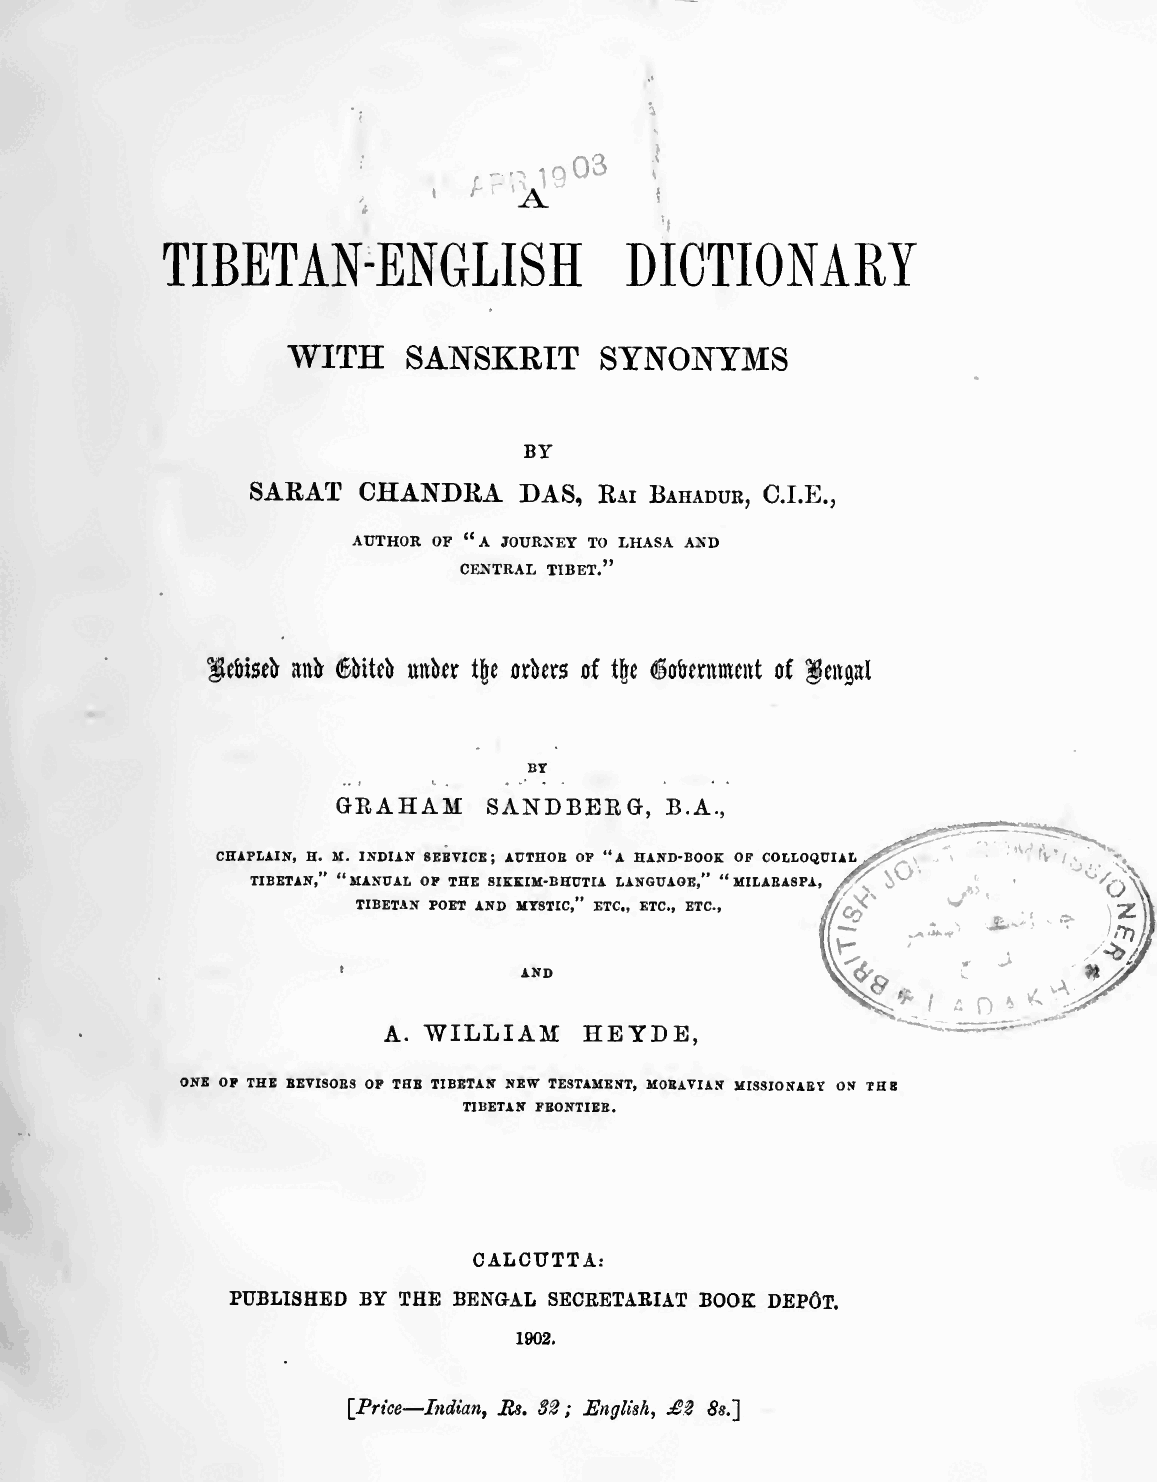 APR 1903
A
TIBETAN-ENGLISH DICTIONARY
WITH SANSKRIT SYNONYMS
BY
SARAT CHANDRA DAS, RAI BAHADUR, C.I.E.,
AUTHOR OF “A JOURNEY TO LHASA AND
CENTRAL TIBET.”
Revised and Edited under the orders of the Government of Bengal
BY
GRAHAM SANDBERG, B.A.,
CHAPLAIN, H. M. INDIAN SERVICE; AUTHOR OF “A HAND-BOOK OF COLLOQUIAL
TIBETAN,” “MANUAL OF THE SIKKIM-BHUTIA LANGUAGE,” “MILARASPA,
TIBETAN POET AND MYSTIC,” ETC., ETC., ETC.,
BRITISH JOINT COMMISSIONER
LADAKH
AND
A. WILLIAM HEYDE,
ONE OF THE REVISORS OF THE TIBETAN NEW TESTAMENT, MORAVIAN MISSIONARY ON THE
TIBETAN FRONTIER.
CALCUTTA:
PUBLISHED BY THE BENGAL SECRETARIAT BOOK DEPÔT.
1902.
[Price—Indian, Rs. 32; English, £2 8s.]